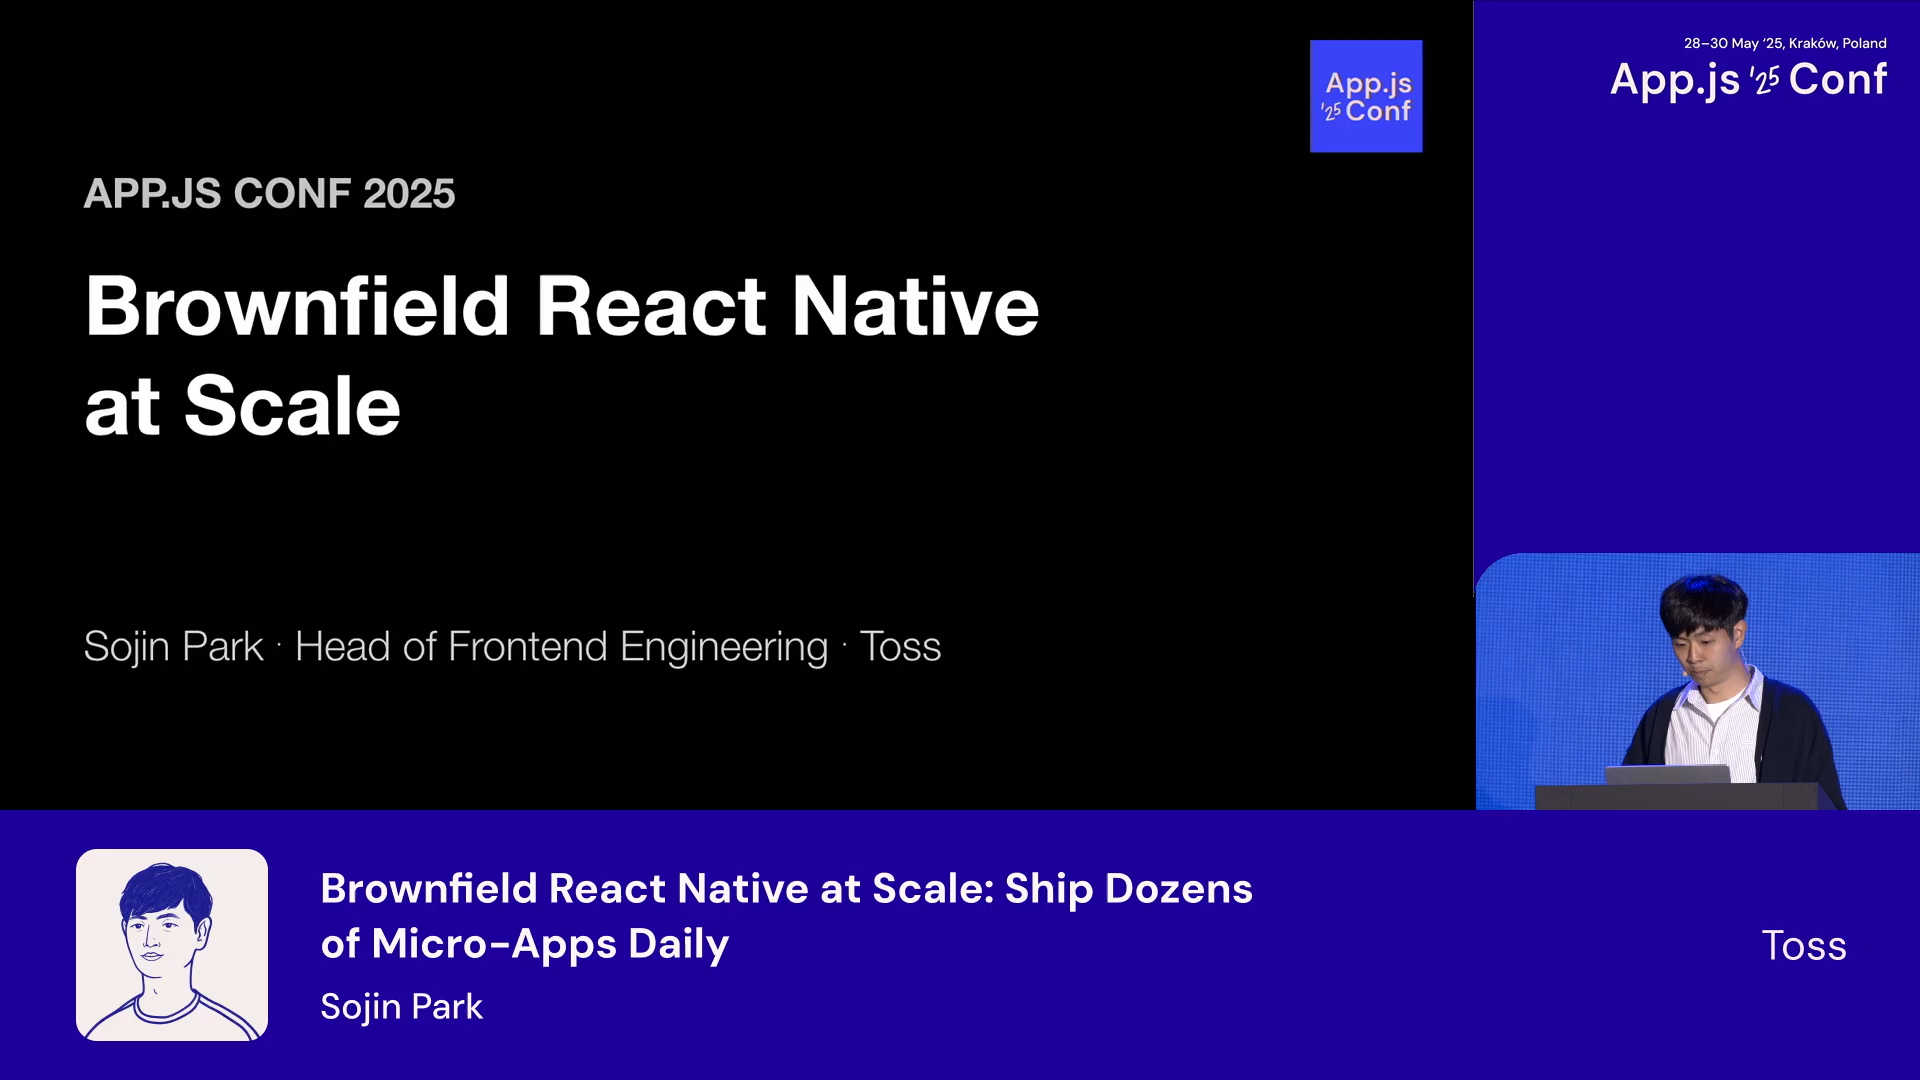 28–30 May '25, Kraków, Poland
App.js '25 Conf
App.js
'25 Conf
APP.JS CONF 2025
Brownfield React Native
at Scale
Sojin Park · Head of Frontend Engineering · Toss
Brownfield React Native at Scale: Ship Dozens
of Micro-Apps Daily
Sojin Park
Toss